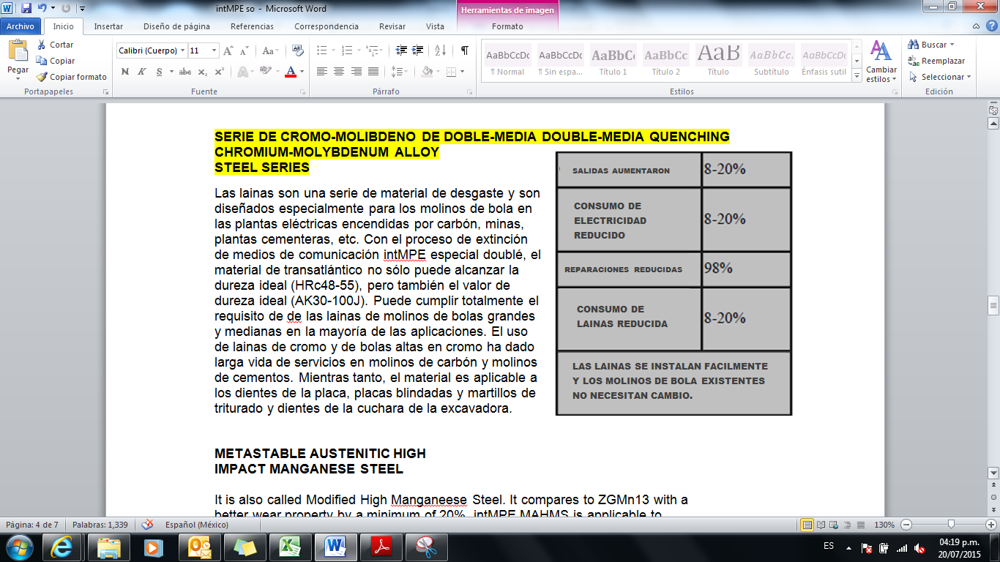 intMPE so - Microsoft Word
Herramientas de imagen
Archivo Inicio Insertar Diseño de página Referencias Correspondencia Revisar Vista Formato
Pegar
Cortar
Copiar
Copiar formato
Portapapeles
Calibri (Cuerpo) 11
N K S abc x₂ x²
Fuente
Párrafo
AaBbCcDc AaBbCcDc AaBbC AaBbCc AaB AaBbCc. AaBbCcDc
¶ Normal ¶ Sin espa... Título 1 Título 2 Título Subtítulo Énfasis sutil
Estilos
Cambiar
estilos
Buscar
Reemplazar
Seleccionar
Edición
SERIE DE CROMO-MOLIBDENO DE DOBLE-MEDIA DOUBLE-MEDIA QUENCHING
CHROMIUM-MOLYBDENUM ALLOY
STEEL SERIES
Las lainas son una serie de material de desgaste y son
diseñados especialmente para los molinos de bola en
las plantas eléctricas encendidas por carbón, minas,
plantas cementeras, etc. Con el proceso de extinción
de medios de comunicación intMPE especial doublé, el
material de transatlántico no sólo puede alcanzar la
dureza ideal (HRc48-55), pero también el valor de
dureza ideal (AK30-100J). Puede cumplir totalmente el
requisito de de las lainas de molinos de bolas grandes
y medianas en la mayoría de las aplicaciones. El uso
de lainas de cromo y de bolas altas en cromo ha dado
larga vida de servicios en molinos de carbón y molinos
de cementos. Mientras tanto, el material es aplicable a
los dientes de la placa, placas blindadas y martillos de
triturado y dientes de la cuchara de la excavadora.
SALIDAS AUMENTARON 8-20%
CONSUMO DE
ELECTRICIDAD 8-20%
REDUCIDO
REPARACIONES REDUCIDAS 98%
CONSUMO DE
LAINAS REDUCIDA 8-20%
LAS LAINAS SE INSTALAN FACILMENTE
Y LOS MOLINOS DE BOLA EXISTENTES
NO NECESITAN CAMBIO.
METASTABLE AUSTENITIC HIGH
IMPACT MANGANESE STEEL
It is also called Modified High Manganeese Steel. It compares to ZGMn13 with a
better wear property by a minimum of 20%. intMPE MAHMS is applicable to
Página: 4 de 7 Palabras: 1,339 Español (México) 130%
ES 04:19 p.m.
20/07/2015